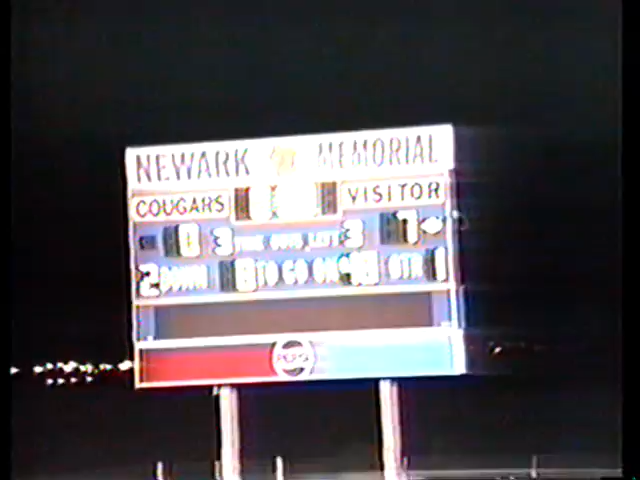 NEWARK MEMORIAL
COUGARS VISITOR
0 3 TIME OUTS LEFT 3 7
2 DOWN 8 TO GO ON QTR 1
PEPSI